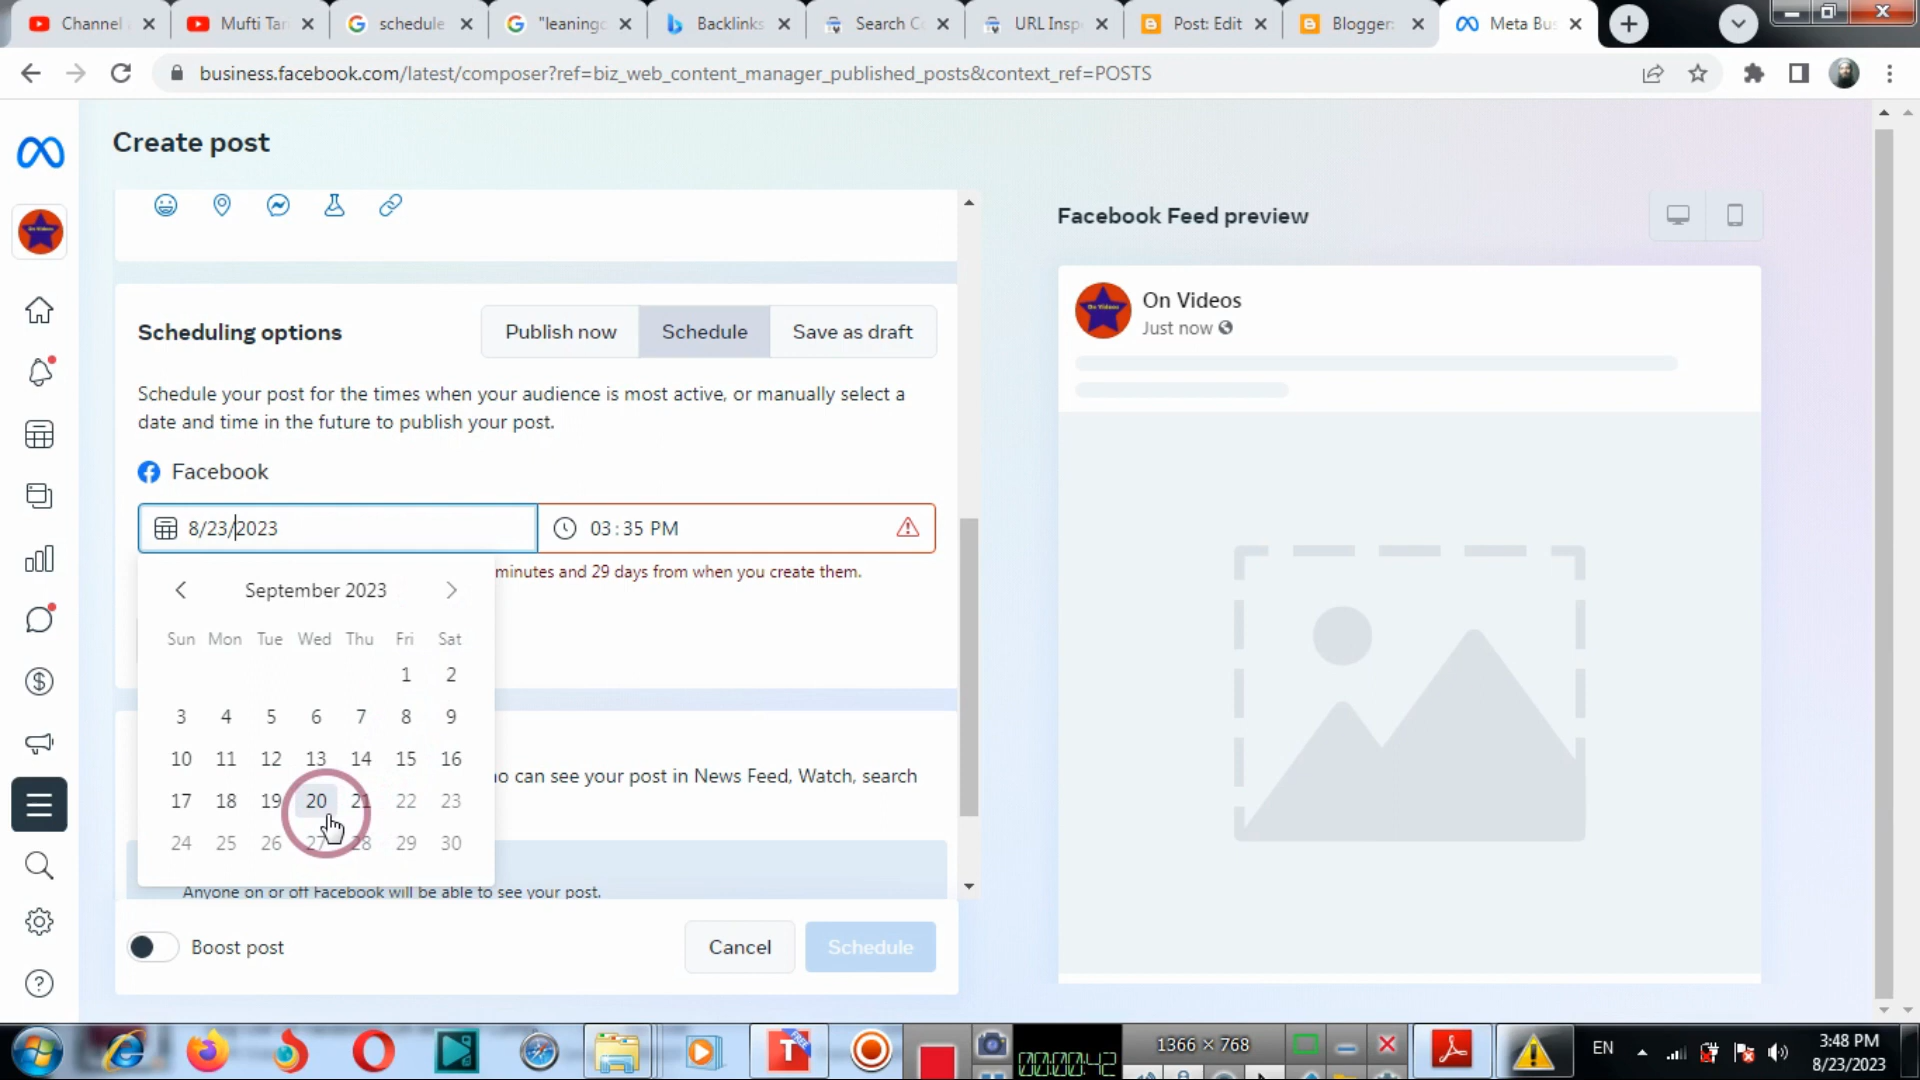 Channel
Mufti Tar
schedule
"leaningc
Backlinks
Search C
URL Insp
Post: Edit
Blogger:
Meta Bus
business.facebook.com/latest/composer?ref=biz_web_content_manager_published_posts&context_ref=POSTS
Create post
Facebook Feed preview
On Videos
Just now
Scheduling options
Publish now
Schedule
Save as draft
Schedule your post for the times when your audience is most active, or manually select a
date and time in the future to publish your post.
Facebook
8/23/2023
03:35 PM
minutes and 29 days from when you create them.
September 2023
Sun Mon Tue Wed Thu Fri Sat
1 2
3 4 5 6 7 8 9
10 11 12 13 14 15 16
17 18 19 20 21 22 23
24 25 26 27 28 29 30
o can see your post in News Feed, Watch, search
Anyone on or off Facebook will be able to see your post.
Boost post
Cancel
Schedule
00:00:42
1366 × 768
EN
3:48 PM
8/23/2023